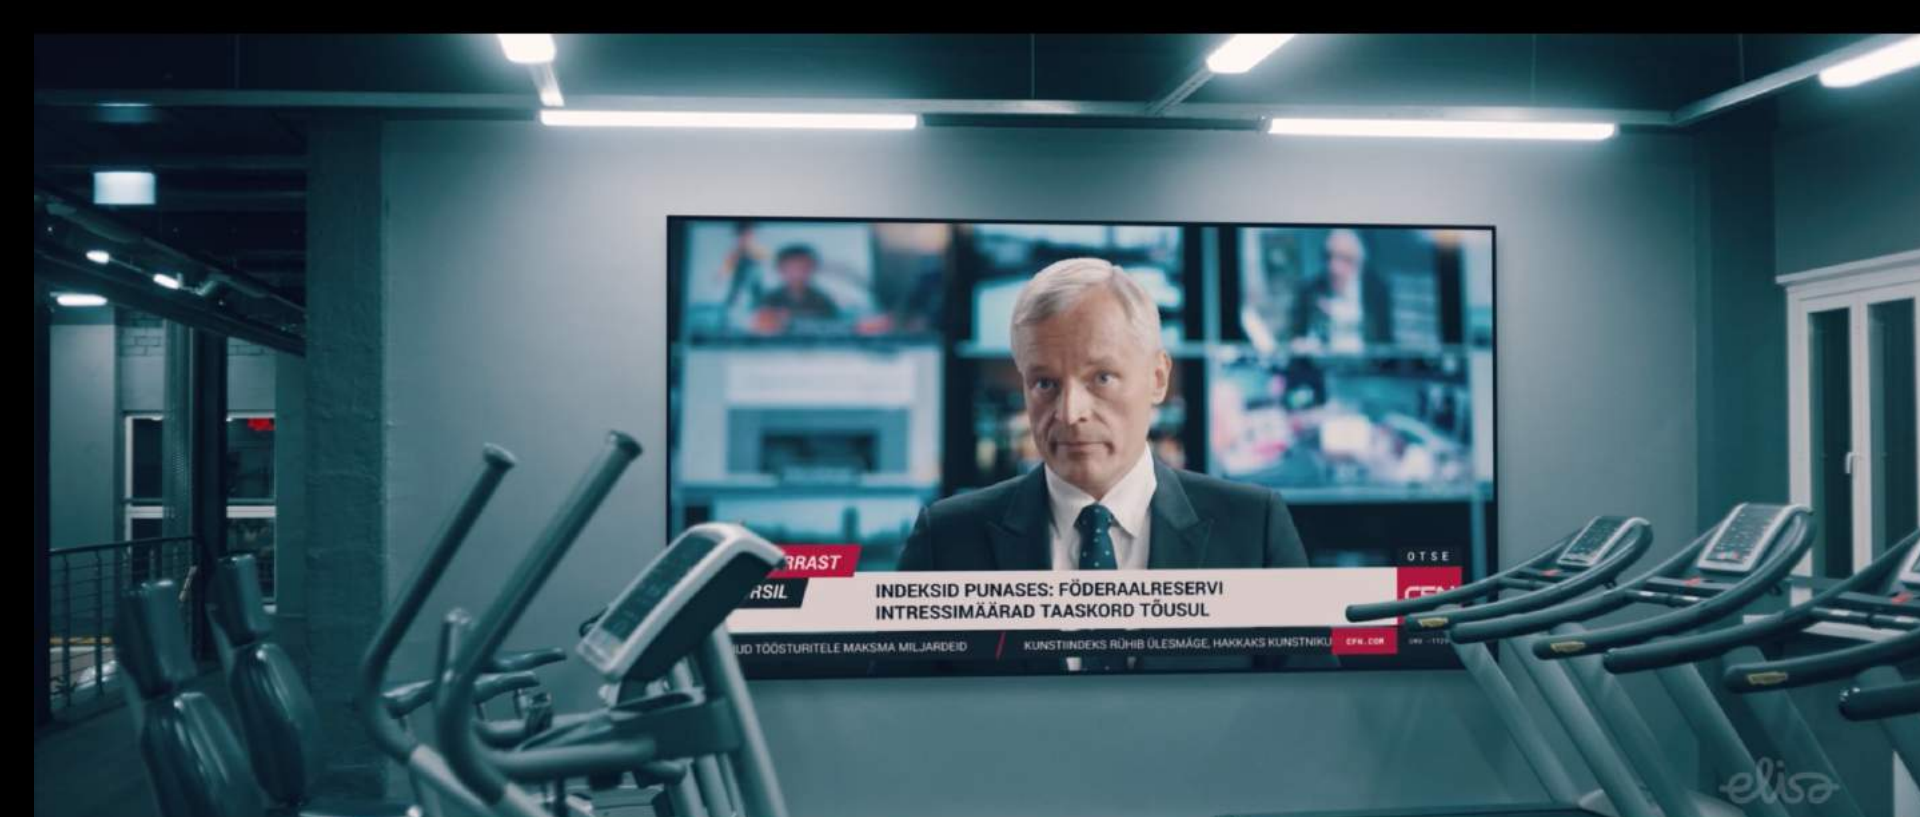 RRAST
RSIL
OTSE
INDEKSID PUNASES: FÖDERAALRESERVI
INTRESSIMÄÄRAD TAASKORD TÕUSUL
CFN
UD TÖÖSTURITELE MAKSMA MILJARDEID / KUNSTIINDEKS RÜHIB ÜLESMÄGE, HAKKAKS KUNSTNIKU
CFN.COM
elisa